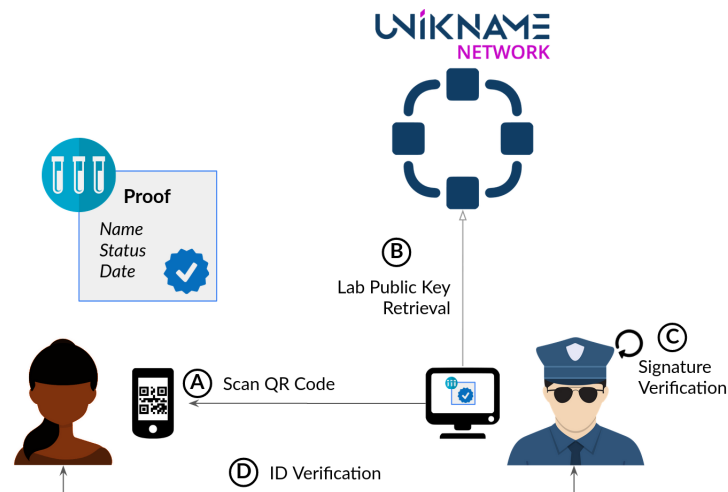 UNIKNAME
NETWORK
Proof
Name
Status
Date
B
Lab Public Key
Retrieval
C
Signature
Verification
A Scan QR Code
D ID Verification